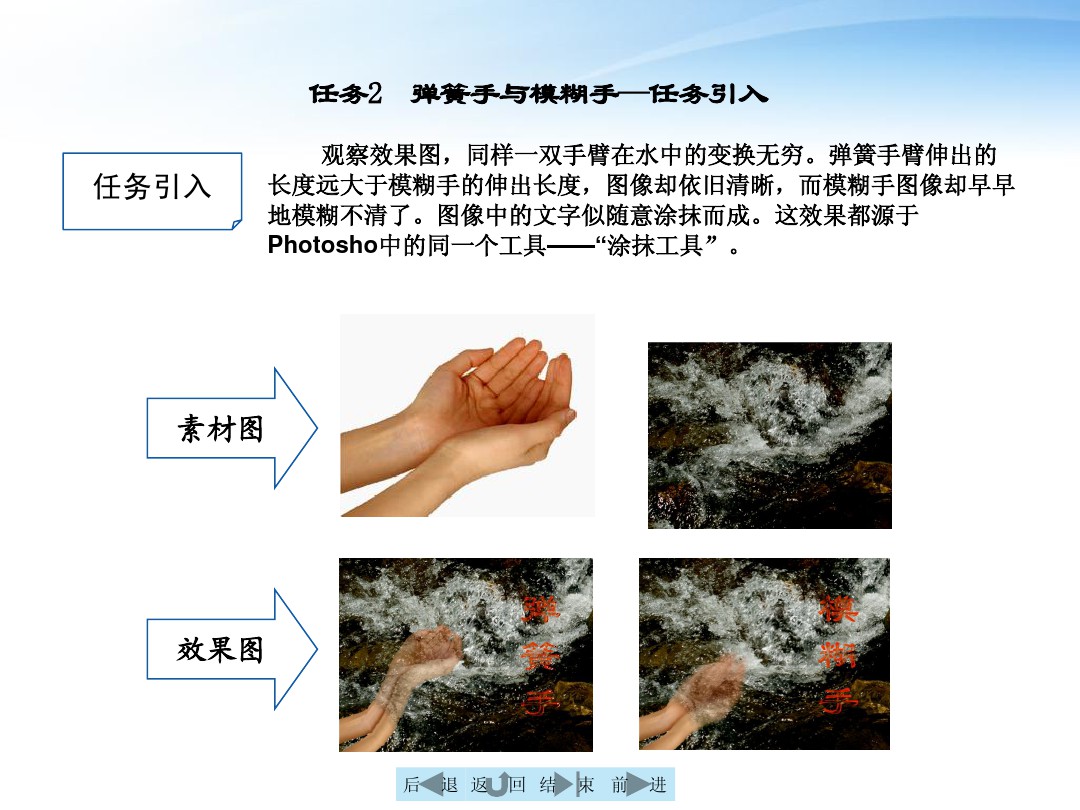 任务2 弹簧手与模糊手—任务引入
任务引入
观察效果图，同样一双手臂在水中的变换无穷。弹簧手臂伸出的
长度远大于模糊手的伸出长度，图像却依旧清晰，而模糊手图像却早早
地模糊不清了。图像中的文字似随意涂抹而成。这效果都源于
Photosho中的同一个工具——“涂抹工具”。
素材图
效果图
弹
簧
手
模
糊
手
后退 返回 结束 前进